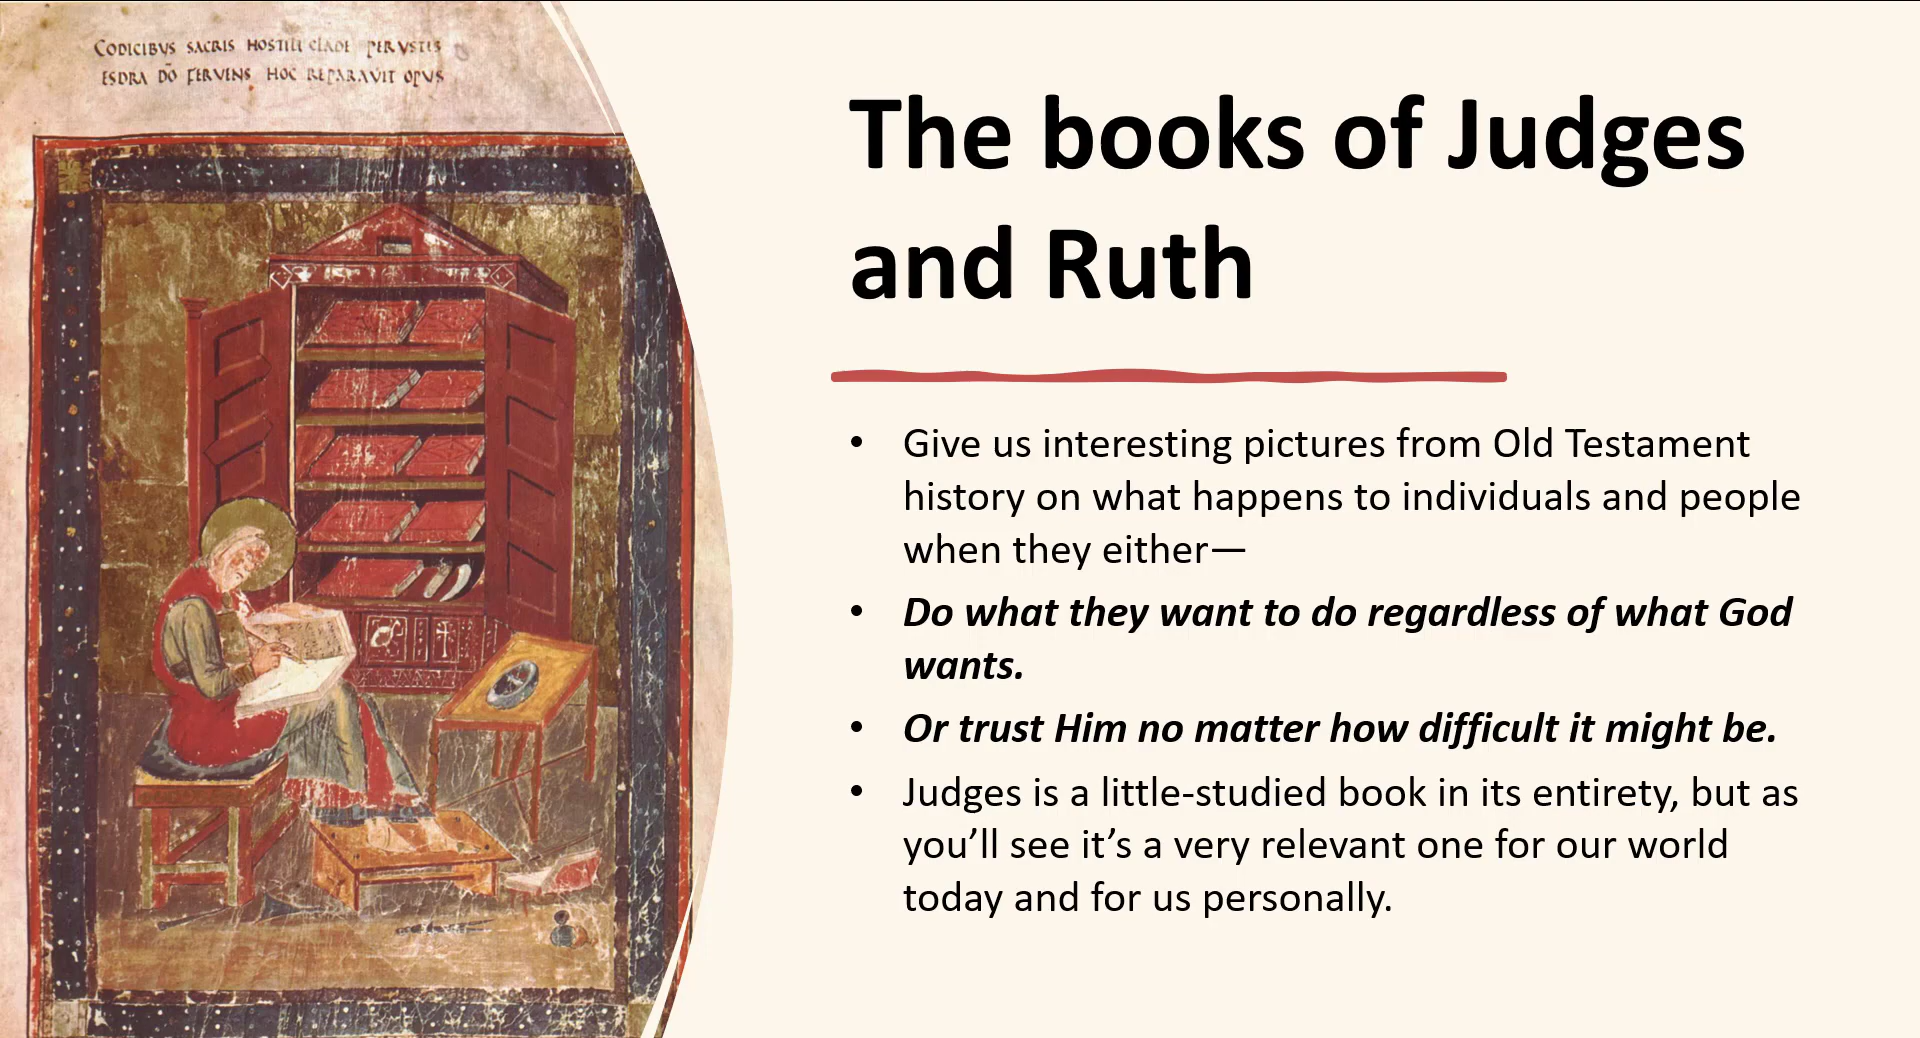 CODICIBVS SACRIS HOSTILI CLADE PERVSTIS
ESDRA DŌ FERVENS HOC REPARAVIT OPVS
The books of Judges
and Ruth
• Give us interesting pictures from Old Testament
history on what happens to individuals and people
when they either—
• Do what they want to do regardless of what God
wants.
• Or trust Him no matter how difficult it might be.
• Judges is a little-studied book in its entirety, but as
you’ll see it’s a very relevant one for our world
today and for us personally.